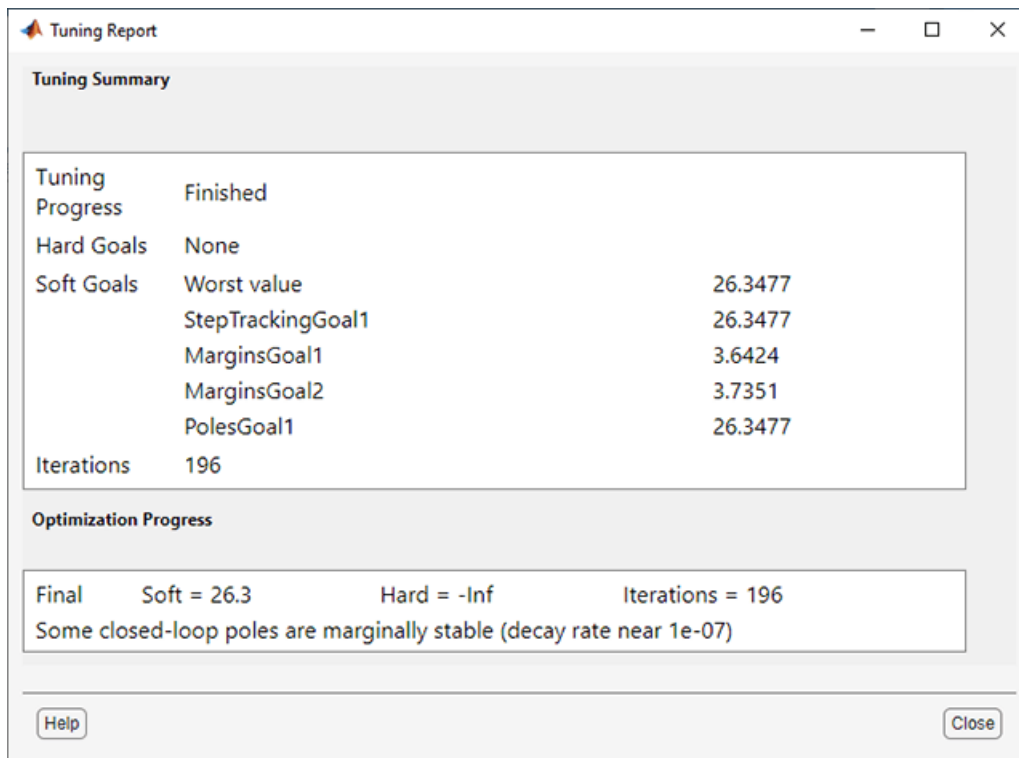 Tuning Report
Tuning Summary
Tuning
Progress
Finished
Hard Goals None
Soft Goals Worst value 26.3477
StepTrackingGoal1 26.3477
MarginsGoal1 3.6424
MarginsGoal2 3.7351
PolesGoal1 26.3477
Iterations 196
Optimization Progress
Final Soft = 26.3 Hard = -Inf Iterations = 196
Some closed-loop poles are marginally stable (decay rate near 1e-07)
Help Close